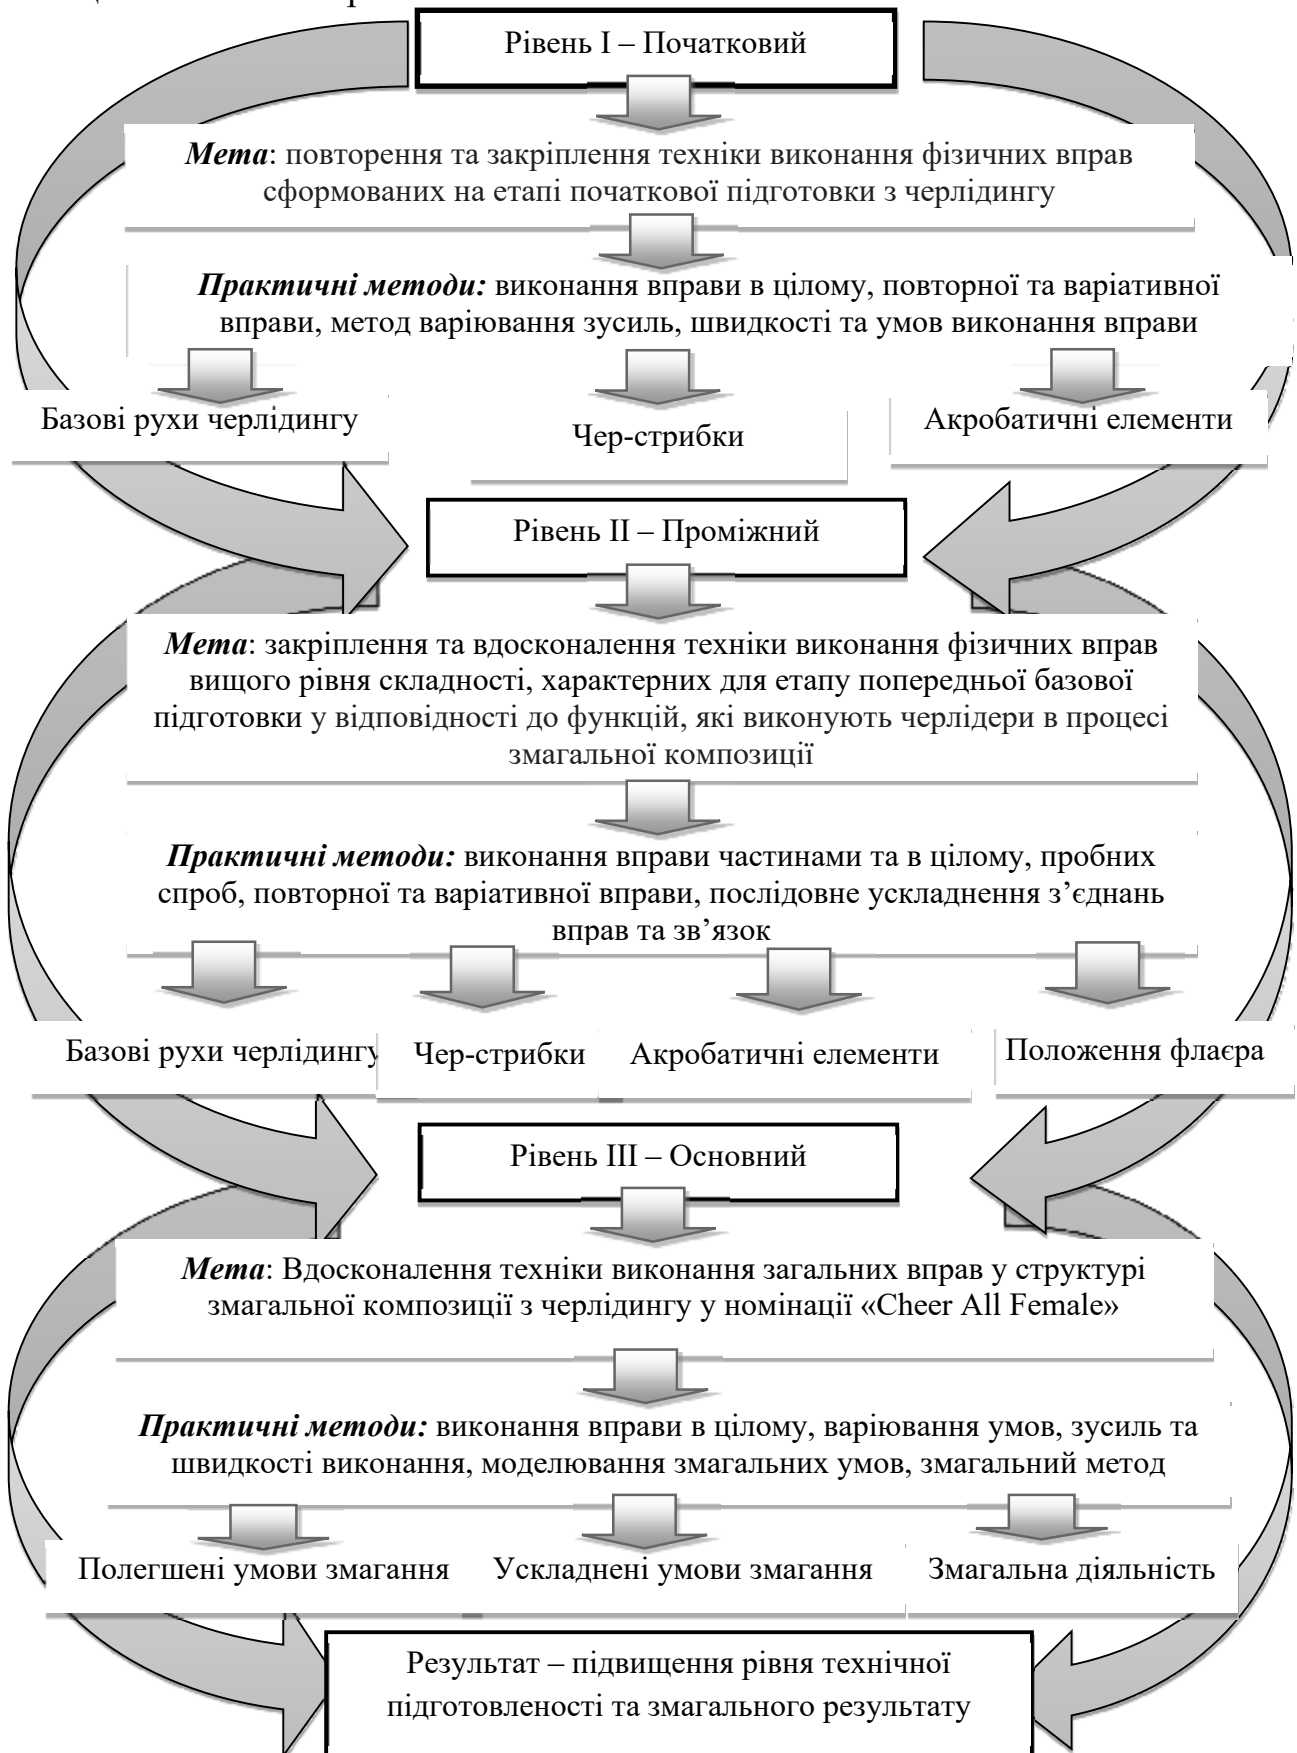 Рівень I – Початковий
Мета: повторення та закріплення техніки виконання фізичних вправ
сформованих на етапі початкової підготовки з черлідингу
Практичні методи: виконання вправи в цілому, повторної та варіативної
вправи, метод варіювання зусиль, швидкості та умов виконання вправи
Базові рухи черлідингу
Чер-стрибки
Акробатичні елементи
Рівень II – Проміжний
Мета: закріплення та вдосконалення техніки виконання фізичних вправ
вищого рівня складності, характерних для етапу попередньої базової
підготовки у відповідності до функцій, які виконують черлідери в процесі
змагальної композиції
Практичні методи: виконання вправи частинами та в цілому, пробних
спроб, повторної та варіативної вправи, послідовне ускладнення з’єднань
вправ та зв’язок
Базові рухи черлідингу
Чер-стрибки
Акробатичні елементи
Положення флаєра
Рівень III – Основний
Мета: Вдосконалення техніки виконання загальних вправ у структурі
змагальної композиції з черлідингу у номінації «Cheer All Female»
Практичні методи: виконання вправи в цілому, варіювання умов, зусиль та
швидкості виконання, моделювання змагальних умов, змагальний метод
Полегшені умови змагання
Ускладнені умови змагання
Змагальна діяльність
Результат – підвищення рівня технічної
підготовленості та змагального результату